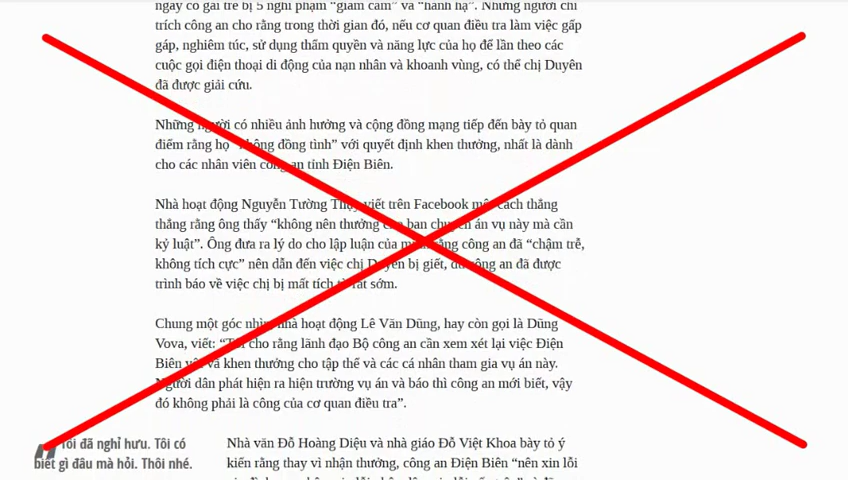 ngày cô gái trẻ bị 5 nghi phạm “giam cầm” và “hành hạ”. Những người chỉ
trích công an cho rằng trong thời gian đó, nếu cơ quan điều tra làm việc gấp
gáp, nghiêm túc, sử dụng thẩm quyền và năng lực của họ để lần theo các
cuộc gọi điện thoại di động của nạn nhân và khoanh vùng, có thể chị Duyên
đã được giải cứu.
Những người có nhiều ảnh hưởng và cộng đồng mạng tiếp đến bày tỏ quan
điểm rằng họ “không đồng tình” với quyết định khen thưởng, nhất là dành
cho các nhân viên công an tỉnh Điện Biên.
Nhà hoạt động Nguyễn Tường Thụy viết trên Facebook một cách thẳng
thắng rằng ông thấy “không nên thưởng cho ban chuyên án vụ này mà cần
kỷ luật”. Ông đưa ra lý do cho lập luận của mình rằng công an đã “chậm trễ,
không tích cực” nên dẫn đến việc chị Duyên bị giết, dù công an đã được
trình báo về việc chị bị mất tích từ rất sớm.
Chung một góc nhìn, nhà hoạt động Lê Văn Dũng, hay còn gọi là Dũng
Vova, viết: “Tôi cho rằng lãnh đạo Bộ công an cần xem xét lại việc Điện
Biên vội vã khen thưởng cho tập thể và các cá nhân tham gia vụ án này.
Người dân phát hiện ra hiện trường vụ án và báo thì công an mới biết, vậy
đó không phải là công của cơ quan điều tra”.
Tôi đã nghỉ hưu. Tôi có
biết gì đâu mà hỏi. Thôi nhé.
Nhà văn Đỗ Hoàng Diệu và nhà giáo Đỗ Việt Khoa bày tỏ ý
kiến rằng thay vì nhận thưởng, công an Điện Biên “nên xin lỗi